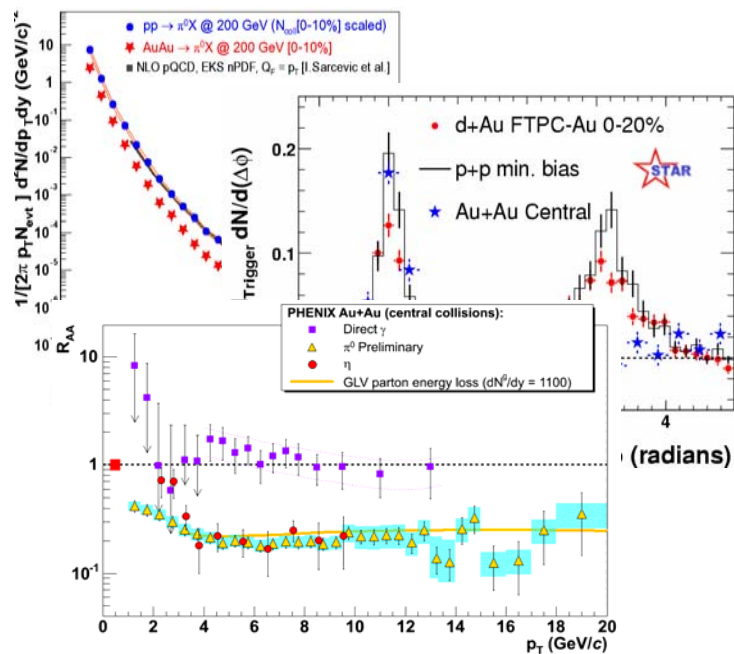 pp → π⁰X @ 200 GeV (N_coll[0-10%] scaled)
AuAu → π⁰X @ 200 GeV [0-10%]
NLO pQCD, EKS nPDF, Q_F = p_T [I.Sarcevic et al.]
1/[2π p_T N_evt ] d²N/dp_T dy (GeV/c)⁻²
10
1
10⁻¹
10⁻²
10⁻³
10⁻⁴
10⁻⁵
10⁻⁶
d+Au FTPC-Au 0-20%
p+p min. bias
Au+Au Central
STAR
0.2
0.1
Trigger dN/d(Δϕ)
4
(radians)
PHENIX Au+Au (central collisions):
Direct γ
π⁰ Preliminary
η
GLV parton energy loss (dN^g/dy = 1100)
R_AA
10
1
10⁻¹
0
2
4
6
8
10
12
14
16
18
20
p_T (GeV/c)